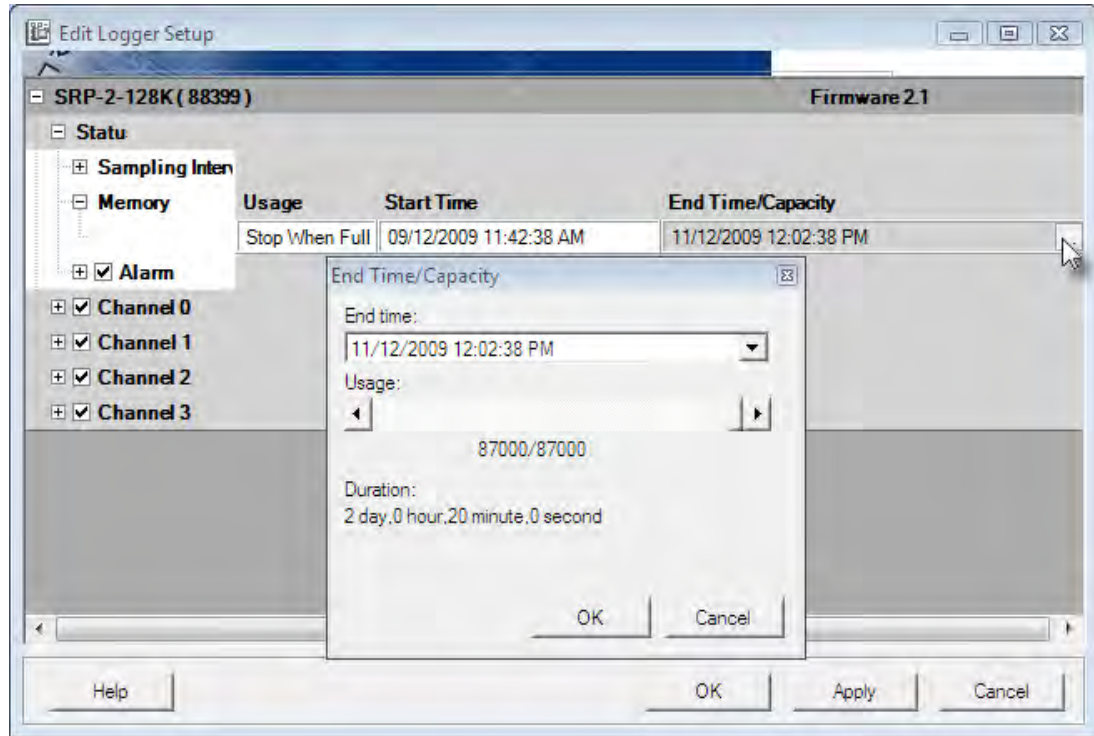 Edit Logger Setup
SRP-2-128K ( 88399 ) Firmware 2.1
Statu
Sampling Interv
Memory Usage Start Time End Time/Capacity
Stop When Full 09/12/2009 11:42:38 AM 11/12/2009 12:02:38 PM
Alarm
Channel 0
Channel 1
Channel 2
Channel 3
End Time/Capacity
End time:
11/12/2009 12:02:38 PM
Usage:
87000/87000
Duration:
2 day,0 hour,20 minute,0 second
OK Cancel
Help OK Apply Cancel